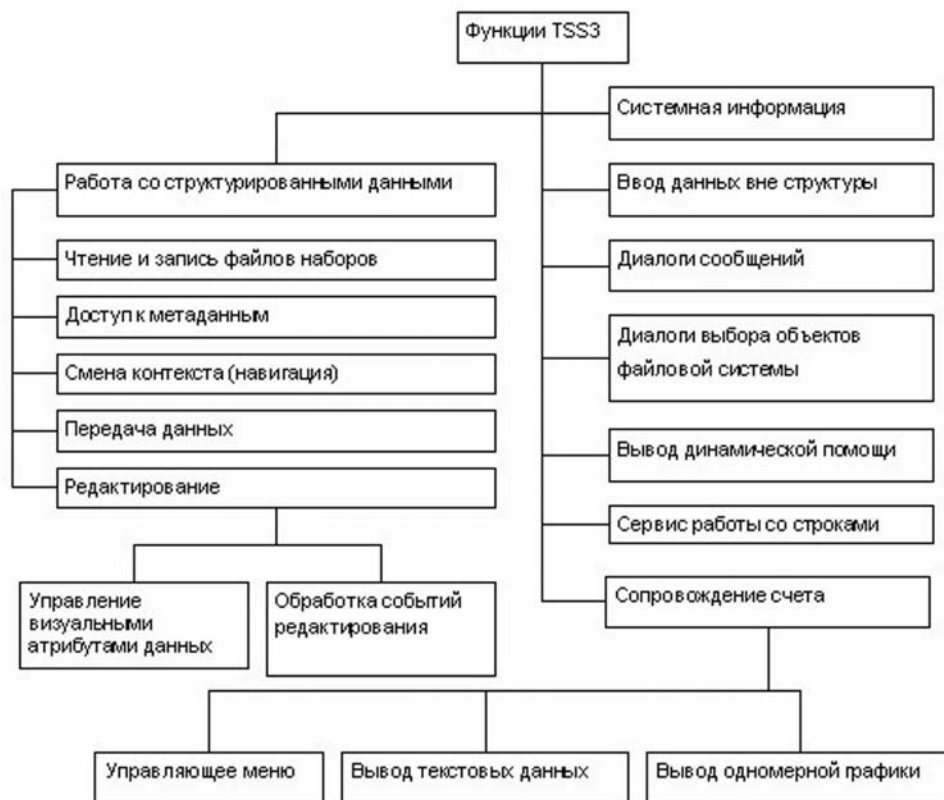 Функции TSS3
Системная информация
Работа со структурированными данными
Ввод данных вне структуры
Чтение и запись файлов наборов
Диалоги сообщений
Доступ к метаданным
Диалоги выбора объектов
файловой системы
Смена контекста (навигация)
Передача данных
Вывод динамической помощи
Редактирование
Сервис работы со строками
Управление
визуальными
атрибутами данных
Обработка событий
редактирования
Сопровождение счета
Управляющее меню
Вывод текстовых данных
Вывод одномерной графики